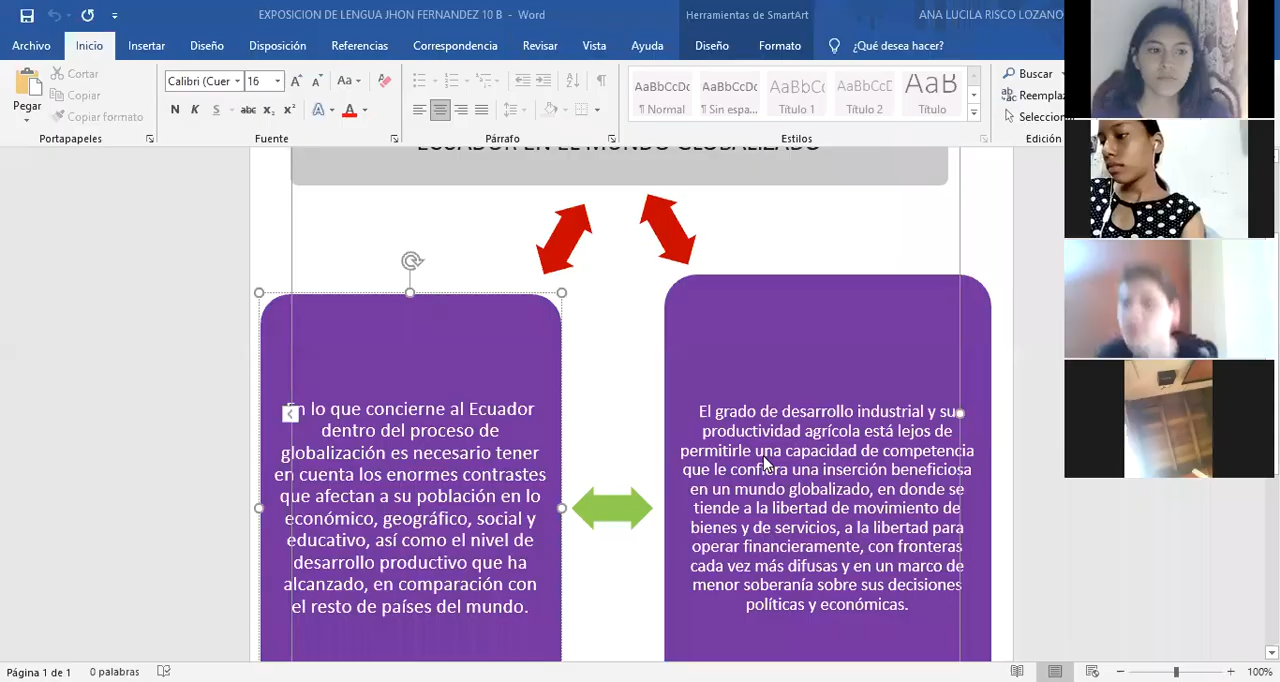 EXPOSICION DE LENGUA JHON FERNANDEZ 10 B - Word
Herramientas de SmartArt
ANA LUCILA RISCO LOZANO
Archivo Inicio Insertar Diseño Disposición Referencias Correspondencia Revisar Vista Ayuda Diseño Formato ¿Qué desea hacer?
Pegar
Cortar
Copiar
Copiar formato
Portapapeles
Calibri (Cuer 16
Fuente
Párrafo
AaBbCcDc AaBbCcDc AaBbCc AaBbCcD AaB
¶ Normal ¶ Sin espa... Título 1 Título 2 Título
Estilos
Buscar
Reempla
Seleccion
Edición
ECUADOR EN EL MUNDO GLOBALIZADO
En lo que concierne al Ecuador
dentro del proceso de
globalización es necesario tener
en cuenta los enormes contrastes
que afectan a su población en lo
económico, geográfico, social y
educativo, así como el nivel de
desarrollo productivo que ha
alcanzado, en comparación con
el resto de países del mundo.
El grado de desarrollo industrial y su
productividad agrícola está lejos de
permitirle una capacidad de competencia
que le confiera una inserción beneficiosa
en un mundo globalizado, en donde se
tiende a la libertad de movimiento de
bienes y de servicios, a la libertad para
operar financieramente, con fronteras
cada vez más difusas y en un marco de
menor soberanía sobre sus decisiones
políticas y económicas.
Página 1 de 1 0 palabras
100%